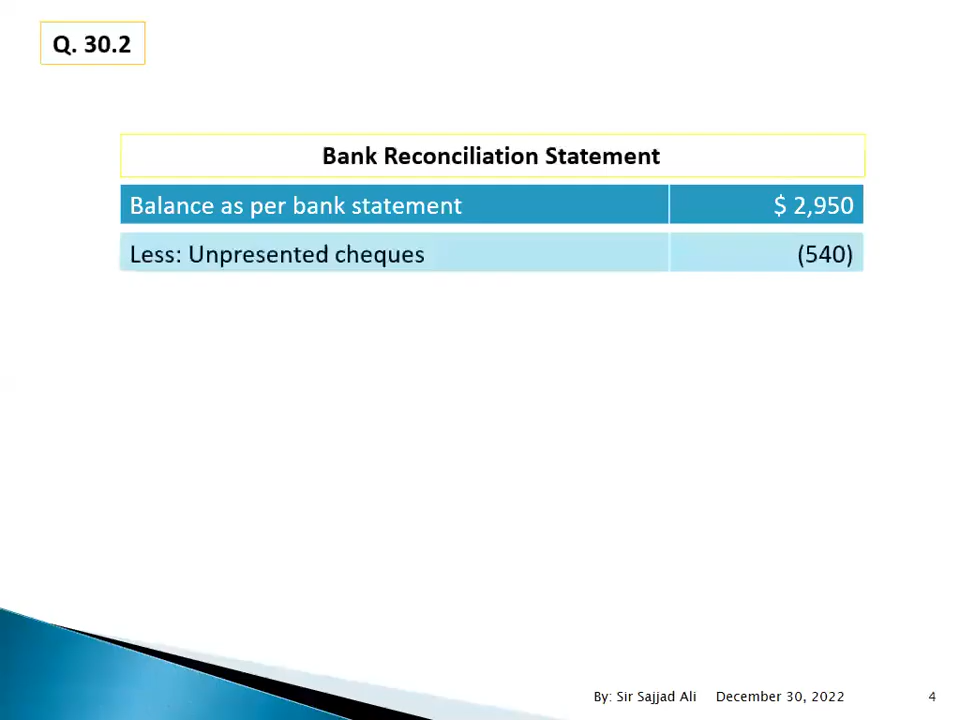 Q. 30.2
Bank Reconciliation Statement
Balance as per bank statement $ 2,950
Less: Unpresented cheques (540)
By: Sir Sajjad Ali December 30, 2022 4